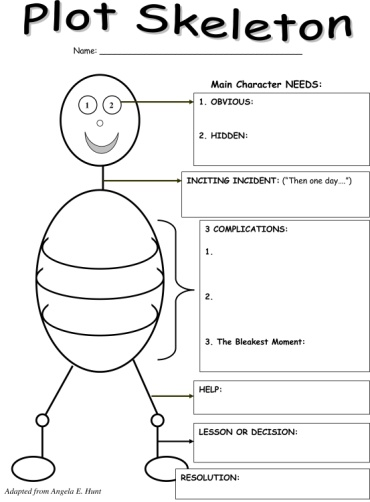 Plot Skeleton
Name: ___________________________
Main Character NEEDS:
1 2
1. OBVIOUS:
2. HIDDEN:
INCITING INCIDENT: ("Then one day....")
3 COMPLICATIONS:
1.
2.
3. The Bleakest Moment:
HELP:
LESSON OR DECISION:
RESOLUTION:
Adapted from Angela E. Hunt